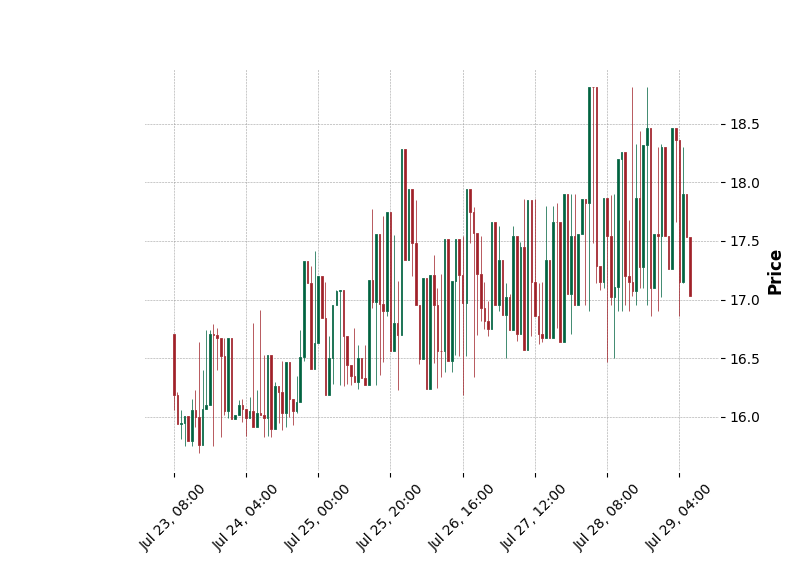 18.5
18.0
17.5
17.0
16.5
16.0
Price
Jul 23, 08:00
Jul 24, 04:00
Jul 25, 00:00
Jul 25, 20:00
Jul 26, 16:00
Jul 27, 12:00
Jul 28, 08:00
Jul 29, 04:00